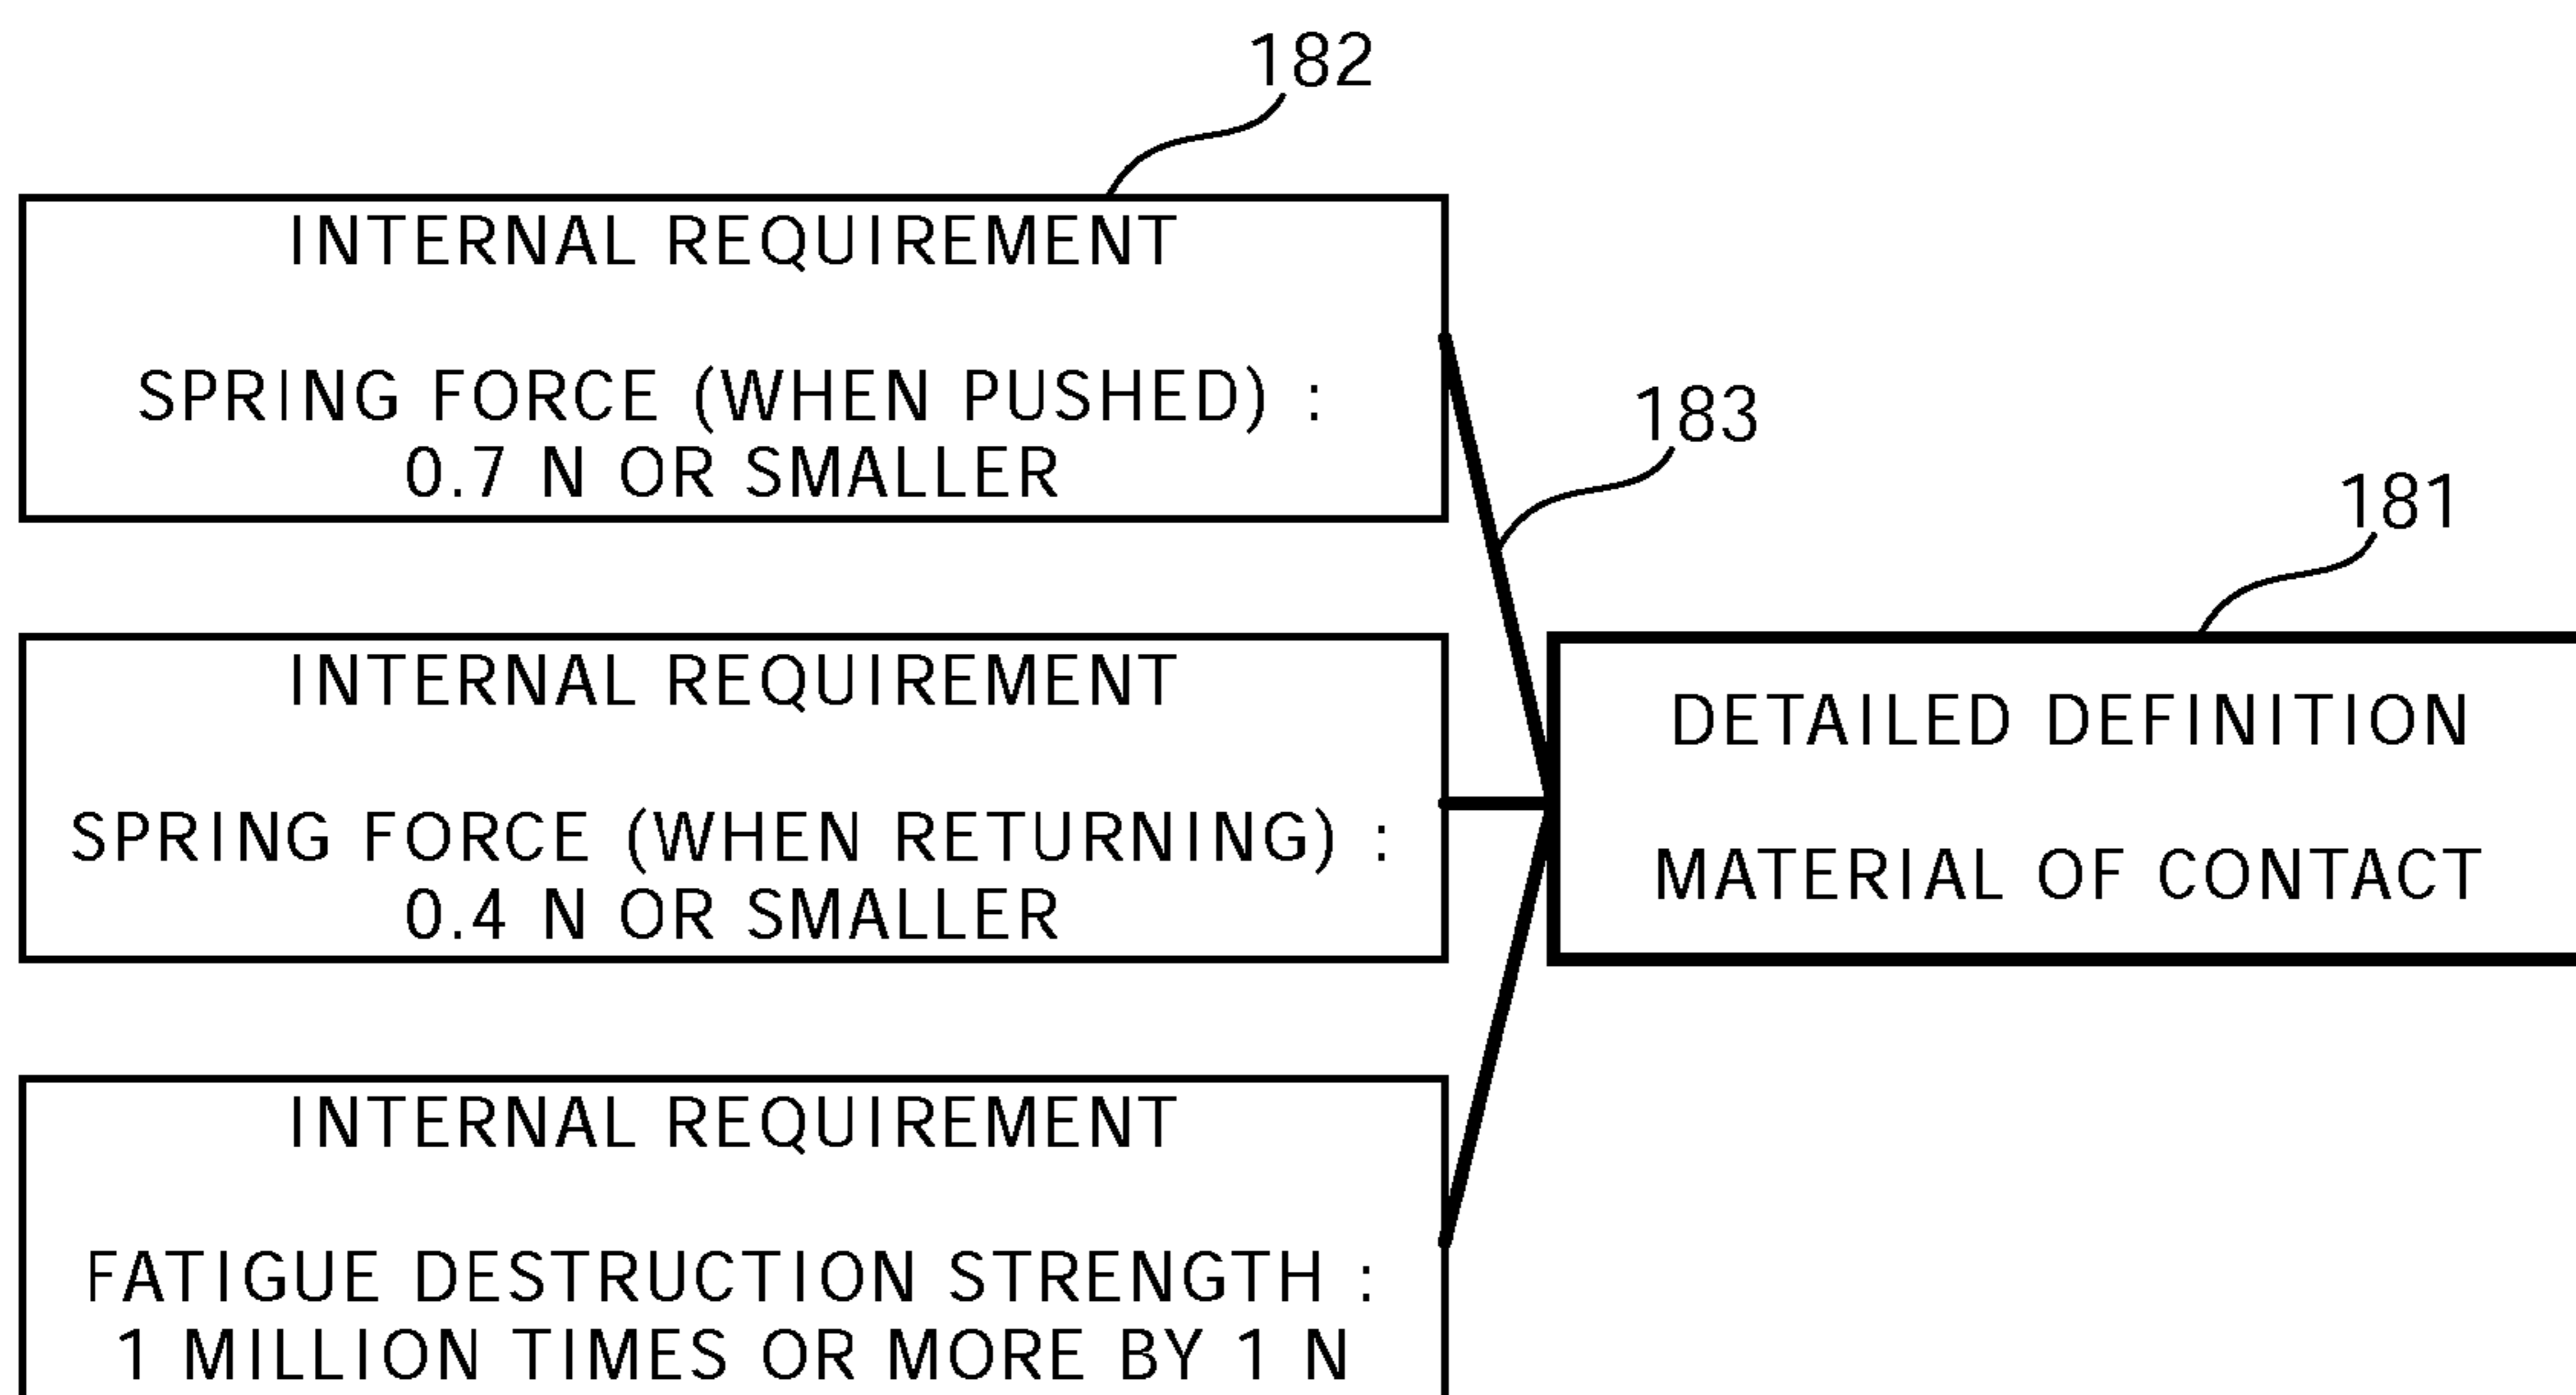 182
INTERNAL REQUIREMENT
SPRING FORCE (WHEN PUSHED) :
0.7 N OR SMALLER
183
181
INTERNAL REQUIREMENT
SPRING FORCE (WHEN RETURNING) :
0.4 N OR SMALLER
DETAILED DEFINITION
MATERIAL OF CONTACT
INTERNAL REQUIREMENT
FATIGUE DESTRUCTION STRENGTH :
1 MILLION TIMES OR MORE BY 1 N